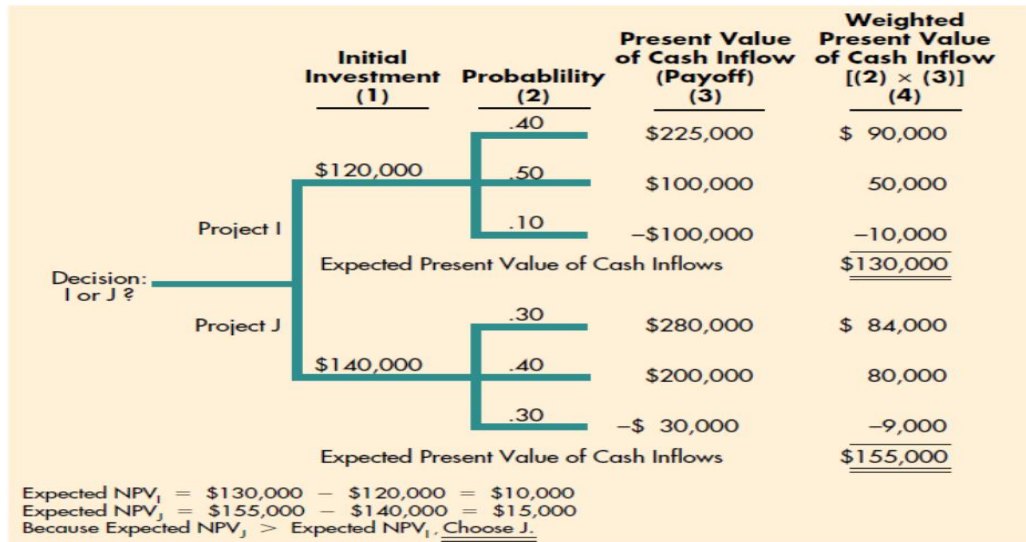 Initial Investment (1) Probablility (2) Present Value of Cash Inflow (Payoff) (3) Weighted Present Value of Cash Inflow [(2) × (3)] (4)
.40 $225,000 $ 90,000
$120,000 .50 $100,000 50,000
Project I .10 –$100,000 –10,000
Expected Present Value of Cash Inflows $130,000
Decision:
I or J ?
Project J .30 $280,000 $ 84,000
$140,000 .40 $200,000 80,000
.30 –$ 30,000 –9,000
Expected Present Value of Cash Inflows $155,000
Expected NPVI = $130,000 – $120,000 = $10,000
Expected NPVJ = $155,000 – $140,000 = $15,000
Because Expected NPVJ > Expected NPVI, Choose J.